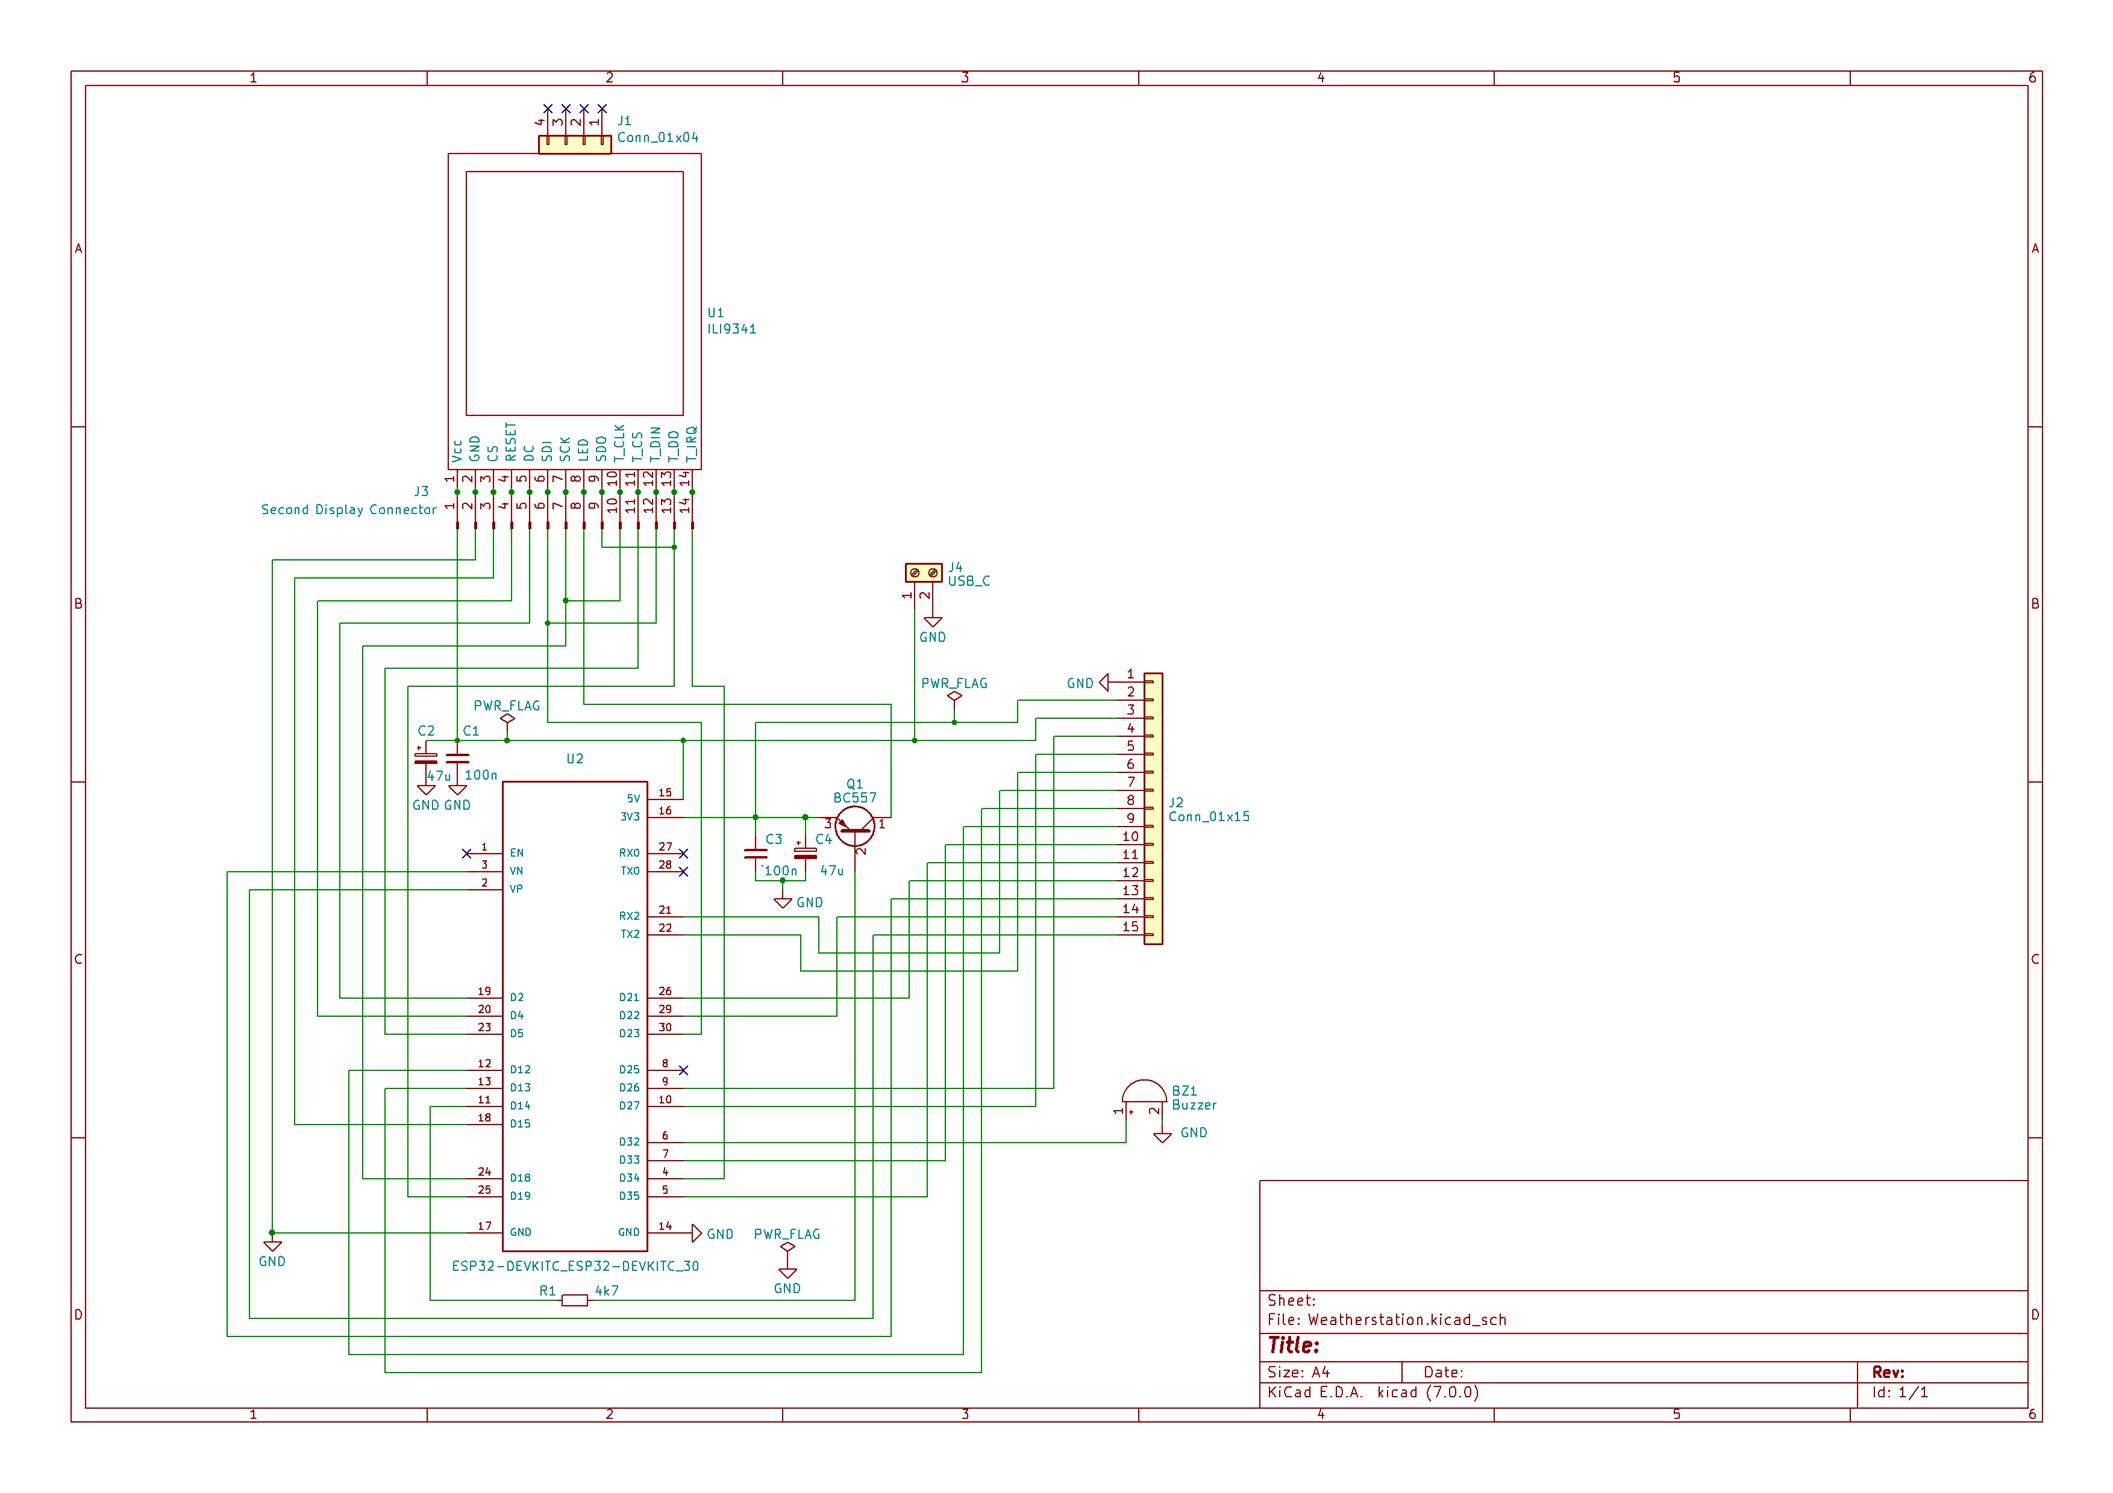 1 2 3 4 5 6
4 3 2 1
J1
Conn_01x04
A A
U1
ILI9341
Vcc GND CS RESET DC SDI SCK LED SDO T_CLK T_CS T_DIN T_DO T_IRQ
1 2 3 4 5 6 7 8 9 10 11 12 13 14
J3
Second Display Connector
1 2 3 4 5 6 7 8 9 10 11 12 13 14
J4
USB_C
1 2
GND
B B
PWR_FLAG
PWR_FLAG
GND
1
2
3
4
5
6
7
8
9
10
11
12
13
14
15
J2
Conn_01x15
C2 C1
+
47u 100n
GND GND
U2
Q1
BC557
3 1
2
C3 C4
+
`100n 47u
GND
5V 15
3V3 16
1 EN RX0 27
3 VN TX0 28
2 VP
RX2 21
TX2 22
C C
19 D2 D21 26
20 D4 D22 29
23 D5 D23 30
12 D12 D25 8
13 D13 D26 9
11 D14 D27 10
18 D15
D32 6
D33 7
24 D18 D34 4
25 D19 D35 5
17 GND GND 14
GND
GND
ESP32-DEVKITC_ESP32-DEVKITC_30
BZ1
Buzzer
1 + 2
GND
PWR_FLAG
GND
R1 4k7
D D
Sheet:
File: Weatherstation.kicad_sch
Title:
Size: A4 Date: Rev:
KiCad E.D.A. kicad (7.0.0) Id: 1/1
1 2 3 4 5 6